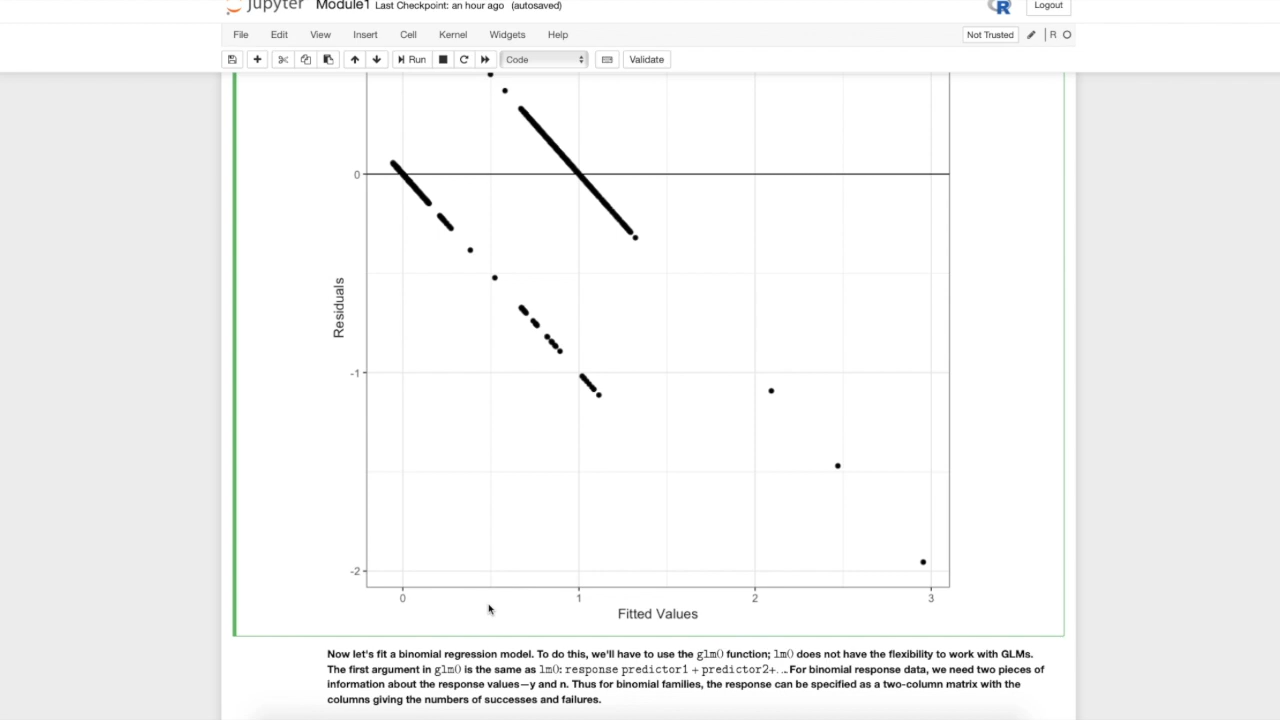 Jupyter Module1 Last Checkpoint: an hour ago (autosaved) R Logout
File Edit View Insert Cell Kernel Widgets Help Not Trusted R
Run Code Validate
0
-1
-2
Residuals
0 1 2 3
Fitted Values
Now let's fit a binomial regression model. To do this, we'll have to use the glm() function; lm() does not have the flexibility to work with GLMs.
The first argument in glm() is the same as lm(): response predictor1 + predictor2+. .. For binomial response data, we need two pieces of
information about the response values—y and n. Thus for binomial families, the response can be specified as a two-column matrix with the
columns giving the numbers of successes and failures.